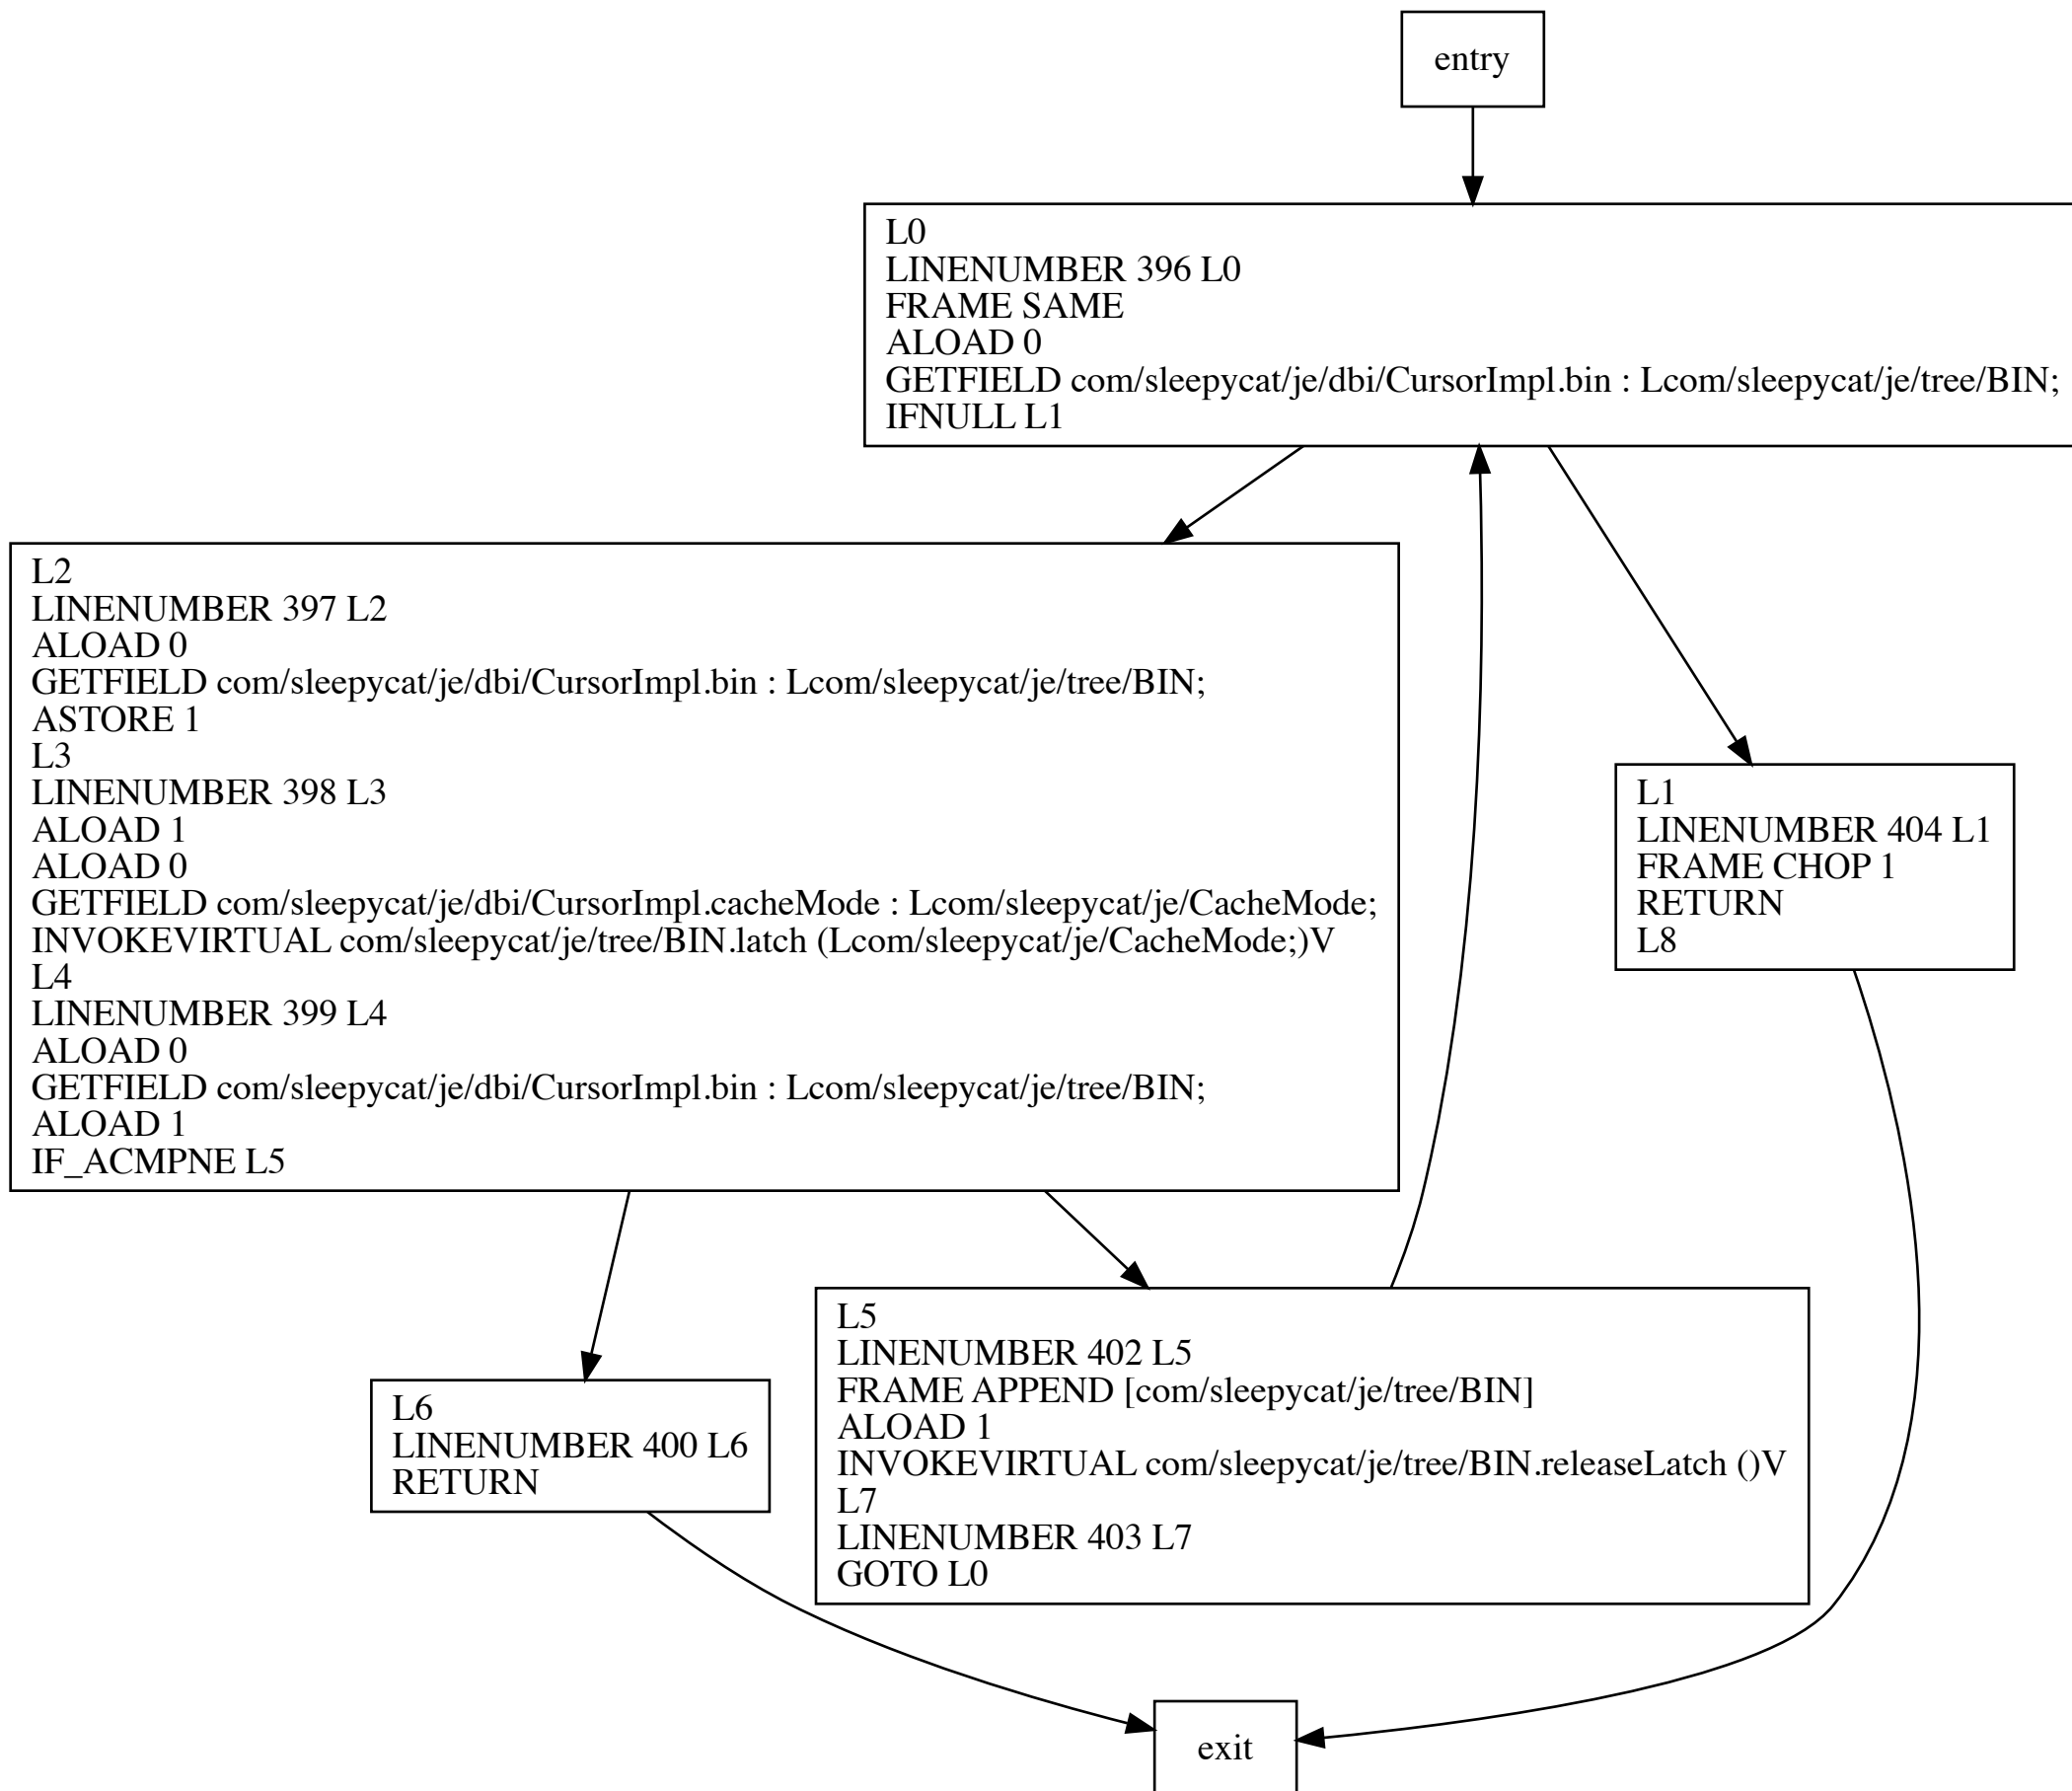 entry
L0
LINENUMBER 396 L0
FRAME SAME
ALOAD 0
GETFIELD com/sleepycat/je/dbi/CursorImpl.bin : Lcom/sleepycat/je/tree/BIN;
IFNULL L1
L2
LINENUMBER 397 L2
ALOAD 0
GETFIELD com/sleepycat/je/dbi/CursorImpl.bin : Lcom/sleepycat/je/tree/BIN;
ASTORE 1
L3
LINENUMBER 398 L3
ALOAD 1
ALOAD 0
GETFIELD com/sleepycat/je/dbi/CursorImpl.cacheMode : Lcom/sleepycat/je/CacheMode;
INVOKEVIRTUAL com/sleepycat/je/tree/BIN.latch (Lcom/sleepycat/je/CacheMode;)V
L4
LINENUMBER 399 L4
ALOAD 0
GETFIELD com/sleepycat/je/dbi/CursorImpl.bin : Lcom/sleepycat/je/tree/BIN;
ALOAD 1
IF_ACMPNE L5
L1
LINENUMBER 404 L1
FRAME CHOP 1
RETURN
L8
L6
LINENUMBER 400 L6
RETURN
L5
LINENUMBER 402 L5
FRAME APPEND [com/sleepycat/je/tree/BIN]
ALOAD 1
INVOKEVIRTUAL com/sleepycat/je/tree/BIN.releaseLatch ()V
L7
LINENUMBER 403 L7
GOTO L0
exit